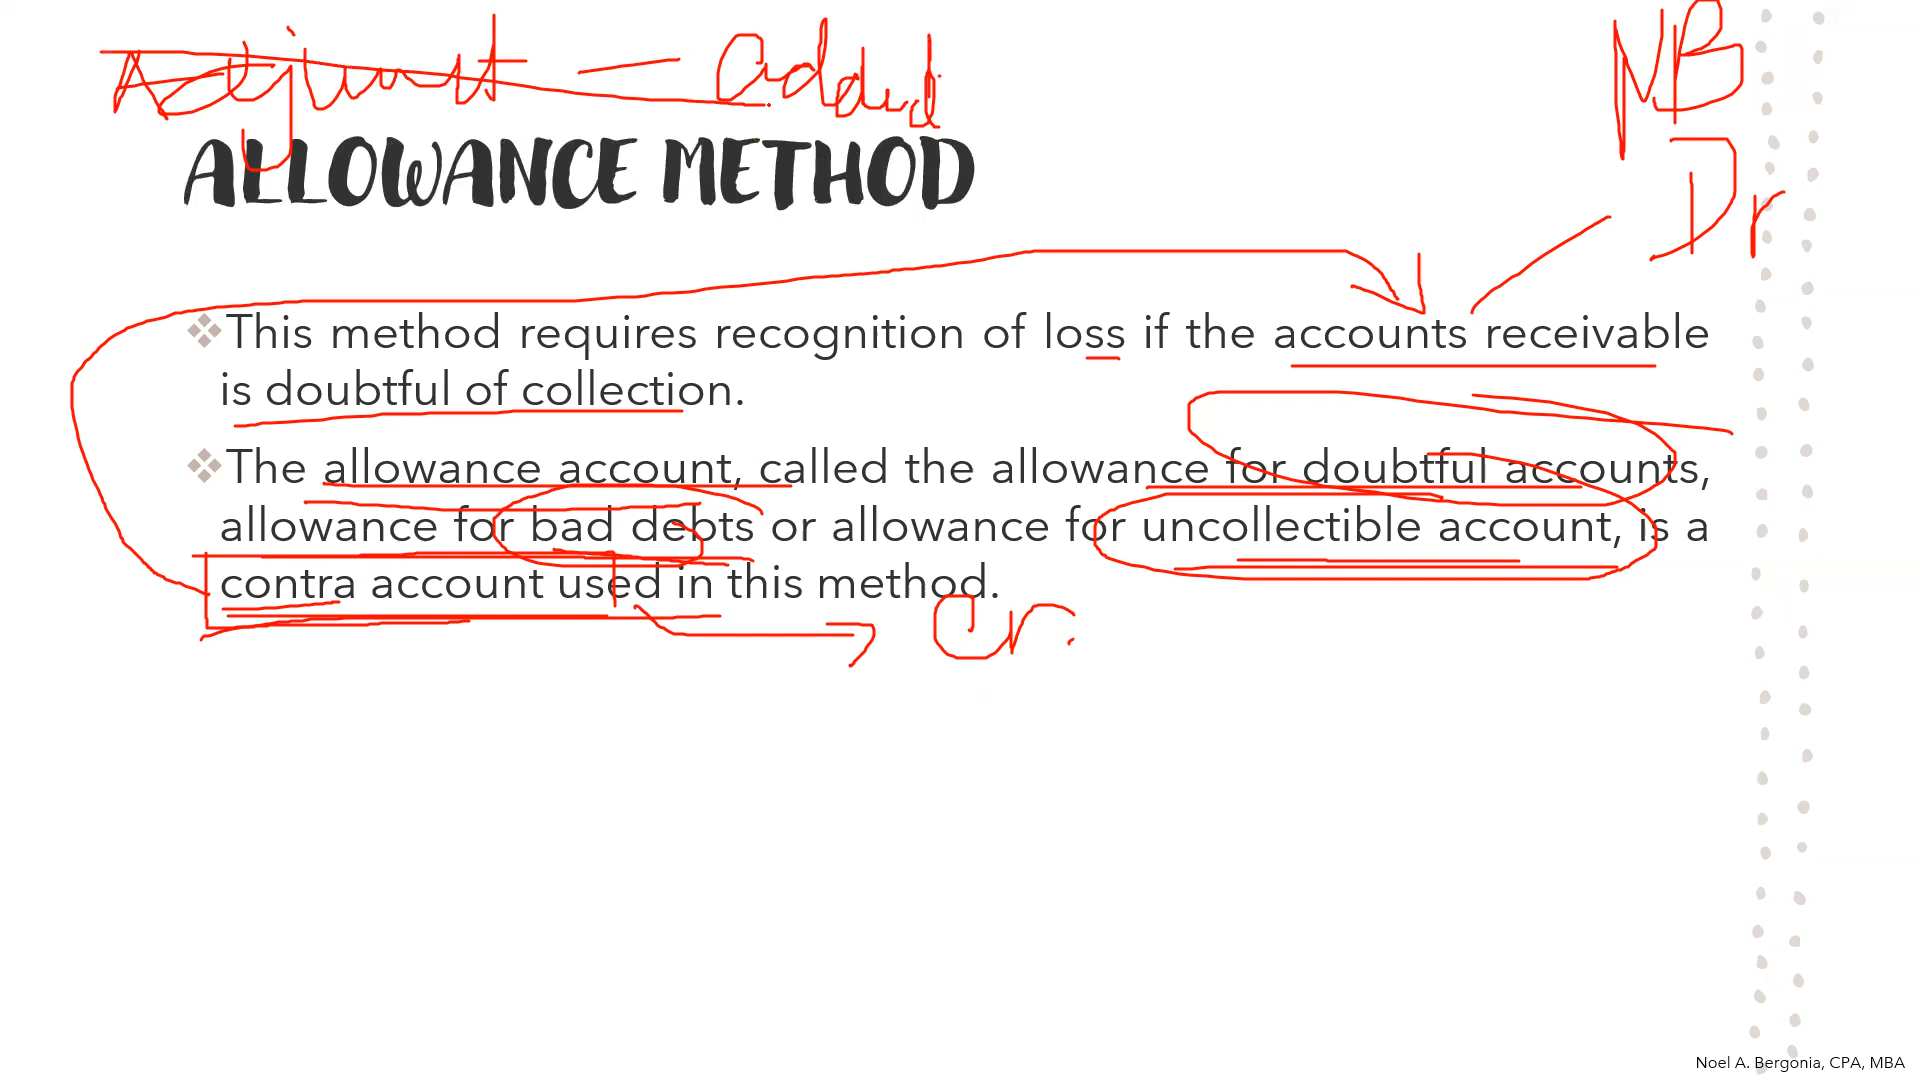 Adjunct — added
NB
Dr
ALLOWANCE METHOD
This method requires recognition of loss if the accounts receivable
is doubtful of collection.
The allowance account, called the allowance for doubtful accounts,
allowance for bad debts or allowance for uncollectible account, is a
contra account used in this method.
Cr.
Noel A. Bergonia, CPA, MBA